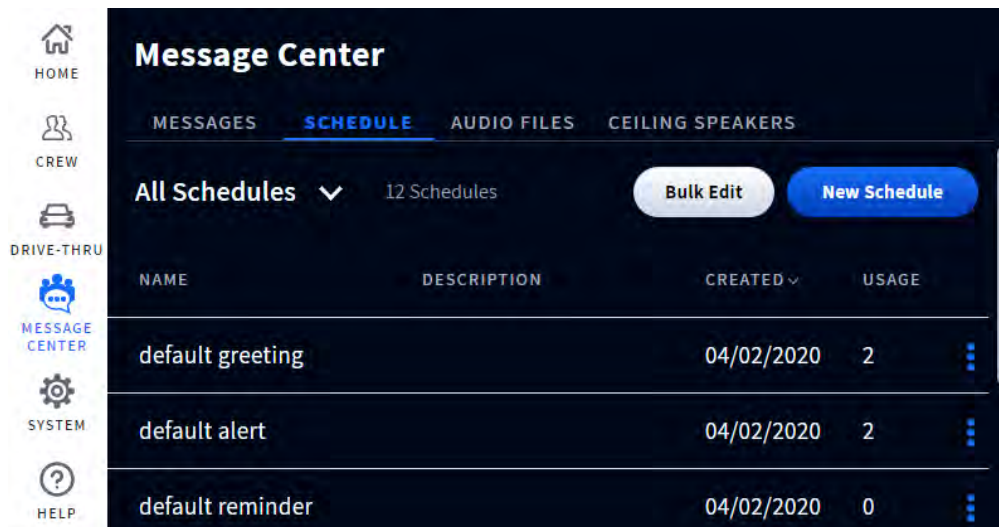 HOME
CREW
DRIVE-THRU
MESSAGE
CENTER
SYSTEM
HELP
Message Center
MESSAGES SCHEDULE AUDIO FILES CEILING SPEAKERS
All Schedules 12 Schedules Bulk Edit New Schedule
NAME DESCRIPTION CREATED USAGE
default greeting 04/02/2020 2
default alert 04/02/2020 2
default reminder 04/02/2020 0